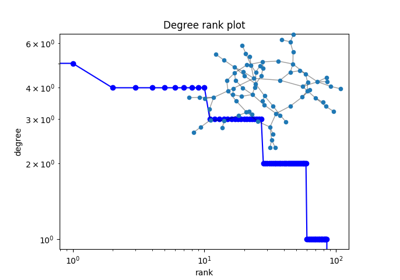 Degree rank plot
6 × 10⁰
4 × 10⁰
3 × 10⁰
2 × 10⁰
10⁰
degree
10⁰
10¹
10²
rank